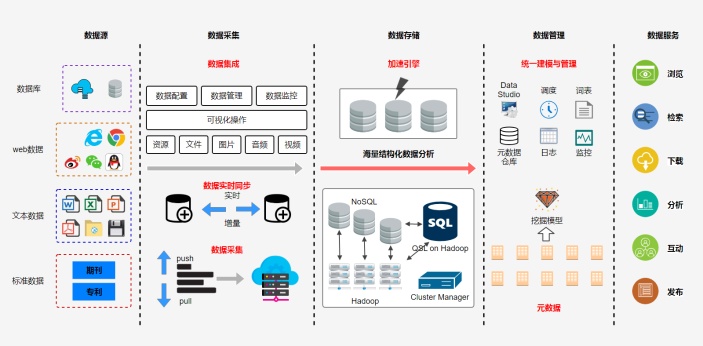 数据源
数据采集
数据存储
数据管理
数据服务
数据库
web数据
文本数据
标准数据
W
X
P
期刊
专利
数据集成
数据配置
数据管理
数据监控
可视化操作
资源
文件
图片
音频
视频
数据实时同步
实时
增量
数据采集
push
pull
加速引擎
海量结构化数据分析
NoSQL
SQL
QSL on Hadoop
Hadoop
Cluster Manager
统一建模与管理
Data
Studio
调度
词表
元数据
仓库
日志
监控
挖掘模型
元数据
浏览
检索
下载
分析
互动
发布